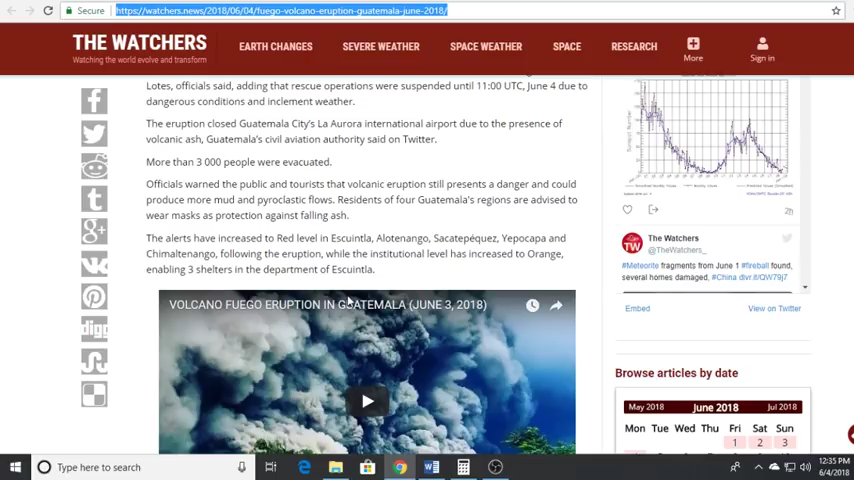 Secure
https://watchers.news/2018/06/04/fuego-volcano-eruption-guatemala-june-2018/
THE WATCHERS
Watching the world evolve and transform
EARTH CHANGES
SEVERE WEATHER
SPACE WEATHER
SPACE
RESEARCH
More
Sign in
Lotes, officials said, adding that rescue operations were suspended until 11:00 UTC, June 4 due to
dangerous conditions and inclement weather.
The eruption closed Guatemala City's La Aurora international airport due to the presence of
volcanic ash, Guatemala's civil aviation authority said on Twitter.
More than 3 000 people were evacuated.
Officials warned the public and tourists that volcanic eruption still presents a danger and could
produce more mud and pyroclastic flows. Residents of four Guatemala's regions are advised to
wear masks as protection against falling ash.
The alerts have increased to Red level in Escuintla, Alotenango, Sacatepéquez, Yepocapa and
Chimaltenango, following the eruption, while the institutional level has increased to Orange,
enabling 3 shelters in the department of Escuintla.
VOLCANO FUEGO ERUPTION IN GUATEMALA (JUNE 3, 2018)
digg
2h
TW
The Watchers
@TheWatchers_
#Meteorite fragments from June 1 #fireball found,
several homes damaged, #China dlvr.it/QW79j7
Embed
View on Twitter
Browse articles by date
May 2018
June 2018
Jul 2018
Mon Tue Wed Thu Fri Sat Sun
1 2 3
Type here to search
12:35 PM
6/4/2018